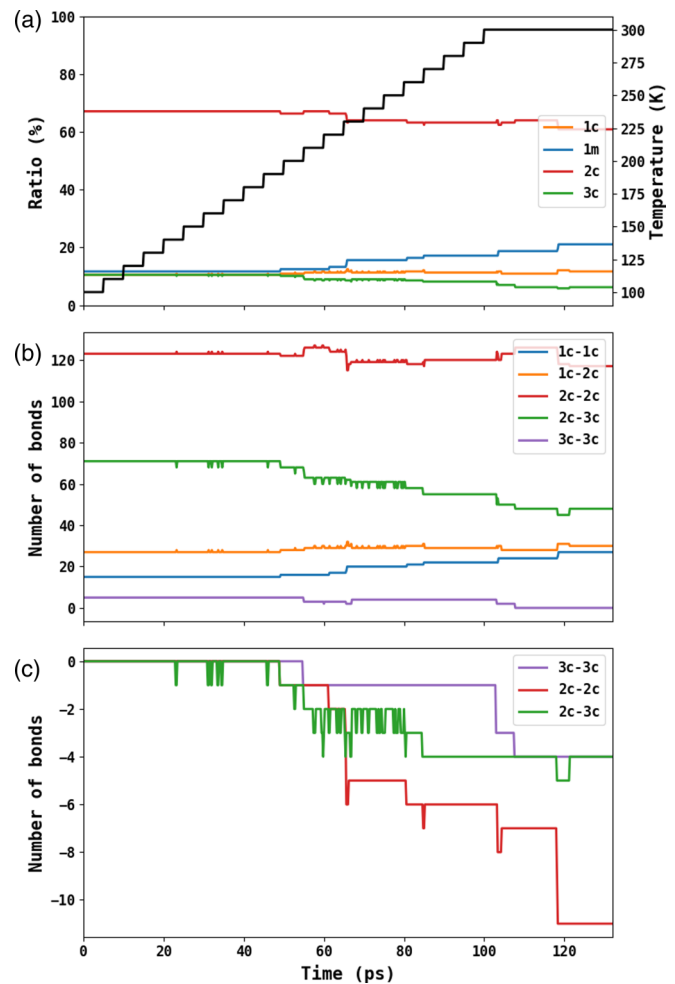 (a)
100
80
60
40
20
0
Ratio (%)
300
275
250
225
200
175
150
125
100
Temperature (K)
1c
1m
2c
3c
(b)
120
100
80
60
40
20
0
Number of bonds
1c-1c
1c-2c
2c-2c
2c-3c
3c-3c
(c)
0
−2
−4
−6
−8
−10
Number of bonds
3c-3c
2c-2c
2c-3c
0 20 40 60 80 100 120
Time (ps)